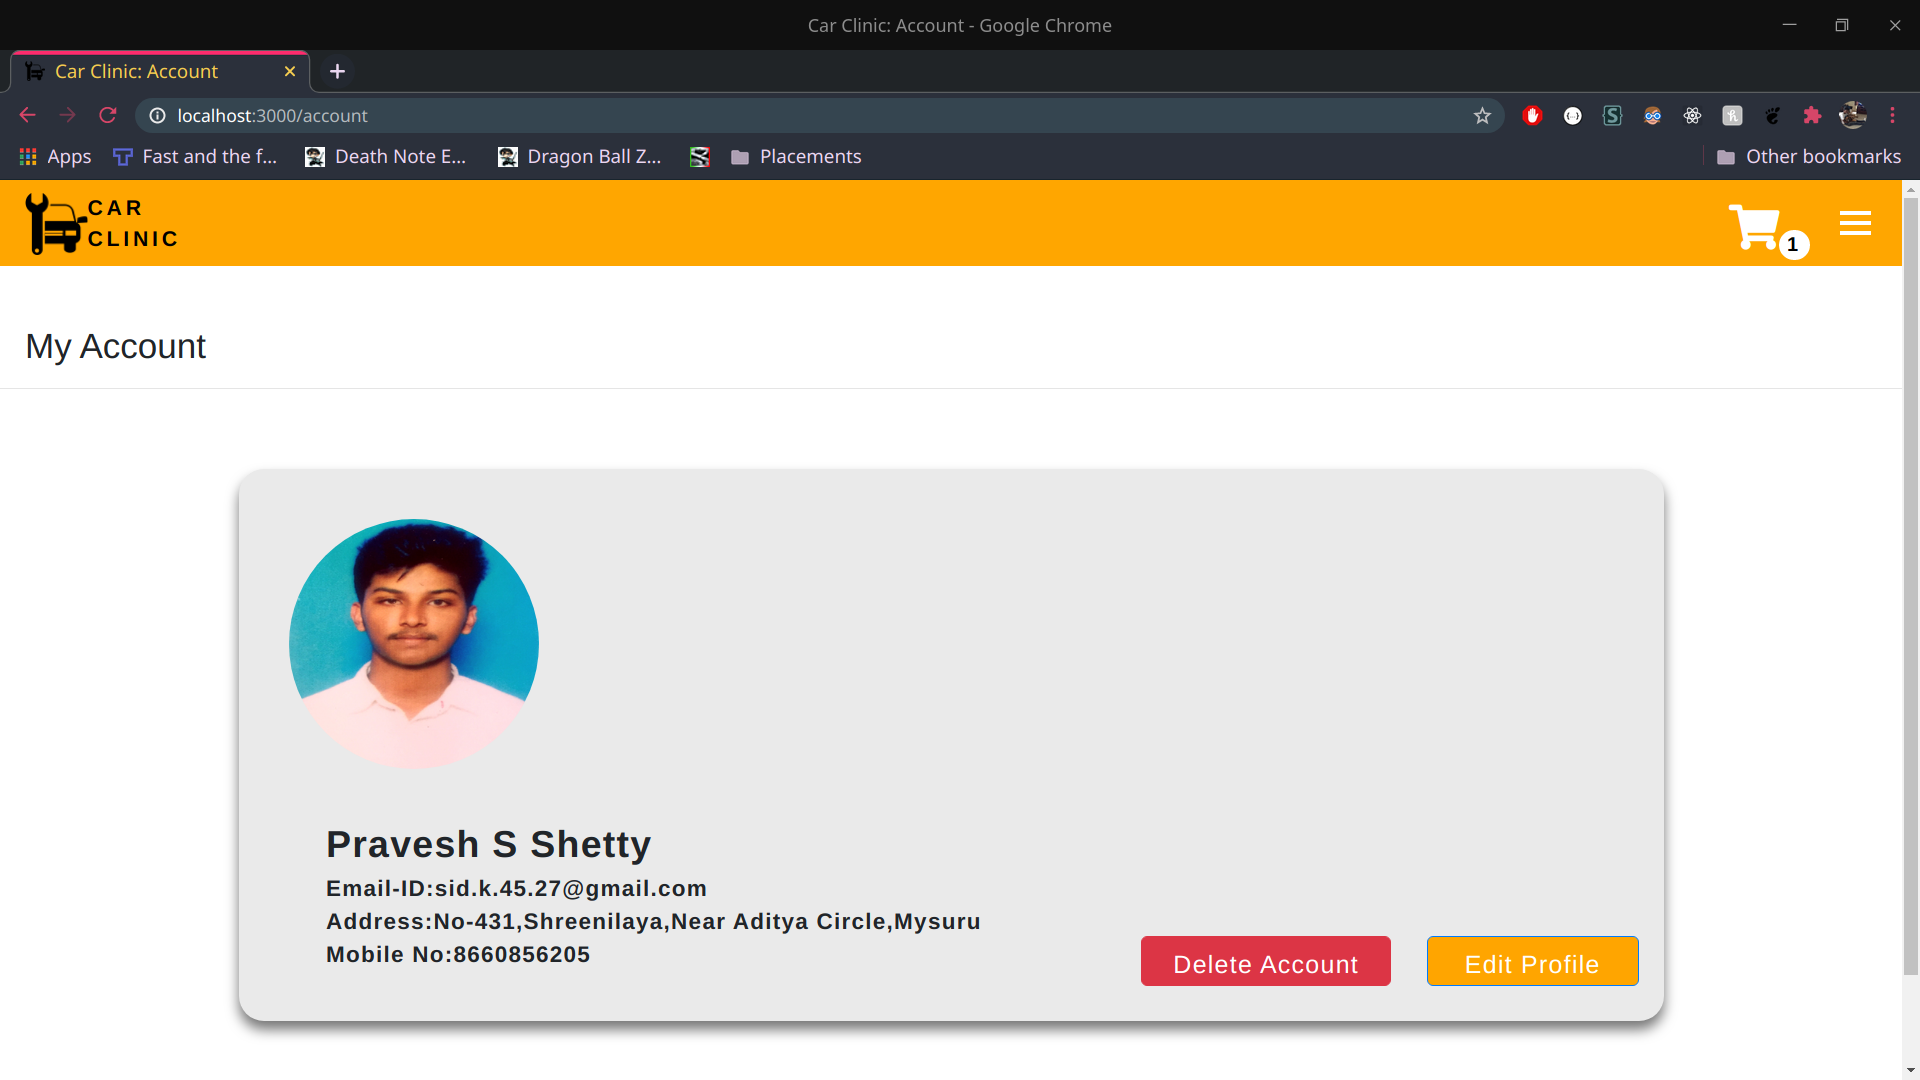 Car Clinic: Account - Google Chrome
Car Clinic: Account
localhost:3000/account
Apps Fast and the f... Death Note E... Dragon Ball Z... Placements Other bookmarks
CAR
CLINIC
1
My Account
Pravesh S Shetty
Email-ID:sid.k.45.27@gmail.com
Address:No-431,Shreenilaya,Near Aditya Circle,Mysuru
Mobile No:8660856205
Delete Account Edit Profile